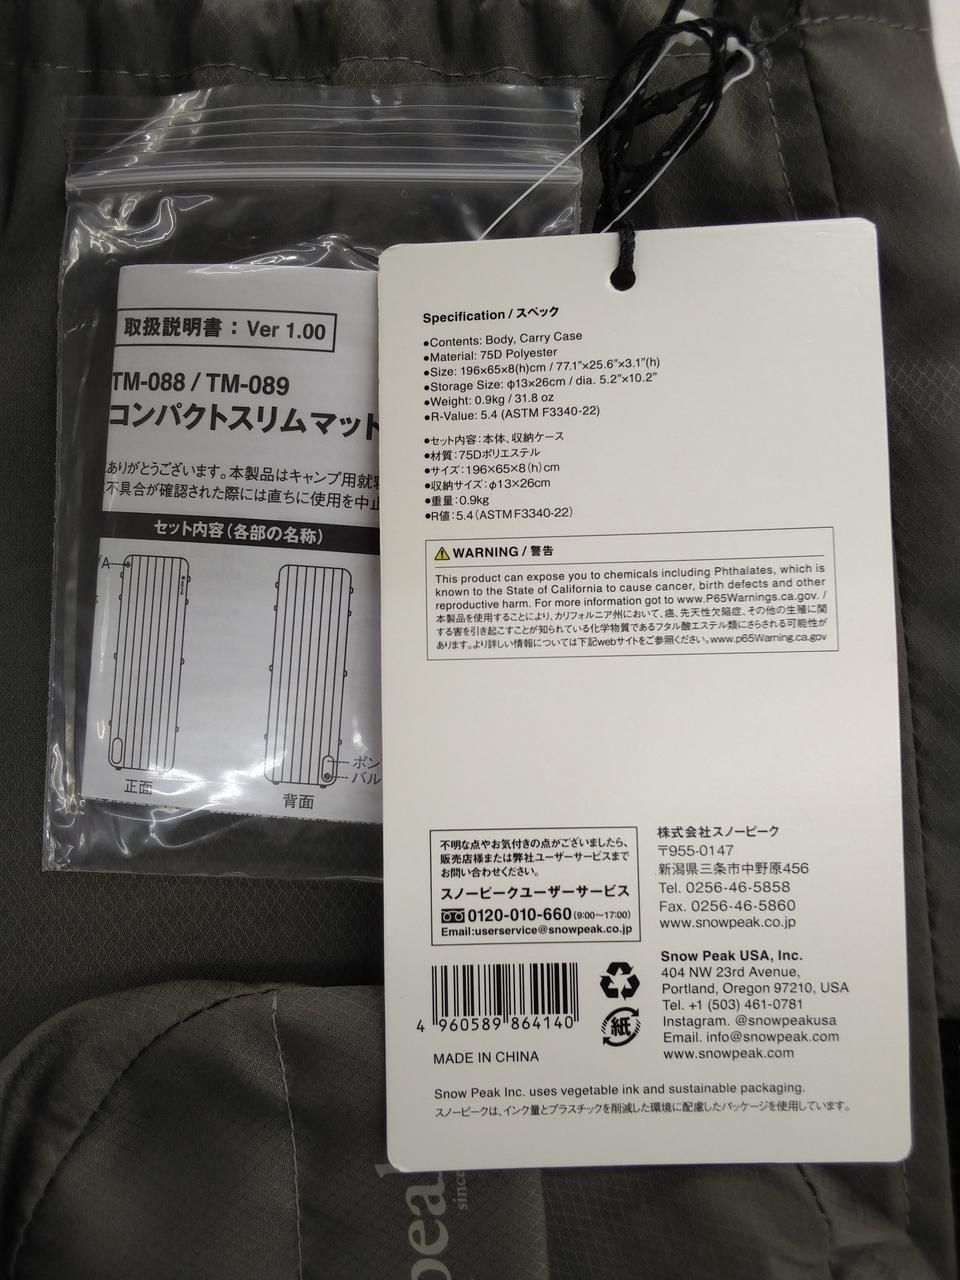 取扱説明書：Ver 1.00
TM-088 / TM-089
コンパクトスリムマット
ありがとうございます。本製品はキャンプ用就
不具合が確認された際には直ちに使用を中止
セット内容(各部の名称)
A
正面
背面
ポン
バル
Specification / スペック
●Contents: Body, Carry Case
●Material: 75D Polyester
●Size: 196×65×8(h)cm / 77.1"×25.6"×3.1"(h)
●Storage Size: φ13×26cm / dia. 5.2"×10.2"
●Weight: 0.9kg / 31.8 oz
●R-Value: 5.4 (ASTM F3340-22)
●セット内容：本体、収納ケース
●材質：75Dポリエステル
●サイズ：196×65×8(h)cm
●収納サイズ：φ13×26cm
●重量：0.9kg
●R値：5.4(ASTM F3340-22)
WARNING / 警告
This product can expose you to chemicals including Phthalates, which is
known to the State of California to cause cancer, birth defects and other
reproductive harm. For more information got to www.P65Warnings.ca.gov. /
本製品を使用することにより、カリフォルニア州において、癌、先天性欠陥症、その他の生殖に関
する害を引き起こすことが知られている化学物質であるフタル酸エステル類にさらされる可能性が
あります。より詳しい情報については下記webサイトをご参照ください。www.p65Warning.ca.gov
不明な点やお気付きの点がございましたら、
販売店様または弊社ユーザーサービスまで
お問い合わせください。
スノーピークユーザーサービス
0120-010-660(9:00〜17:00)
Email:userservice@snowpeak.co.jp
株式会社スノーピーク
〒955-0147
新潟県三条市中野原456
Tel. 0256-46-5858
Fax. 0256-46-5860
www.snowpeak.co.jp
Snow Peak USA, Inc.
404 NW 23rd Avenue,
Portland, Oregon 97210, USA
Tel. +1 (503) 461-0781
Instagram. @snowpeakusa
Email. info@snowpeak.com
www.snowpeak.com
4 960589 864140
紙
MADE IN CHINA
Snow Peak Inc. uses vegetable ink and sustainable packaging.
スノーピークは、インク量とプラスチックを削減した環境に配慮したパッケージを使用しています。
peak
since